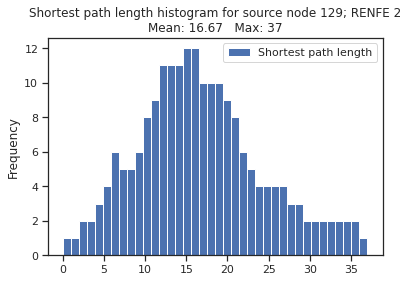 Shortest path length histogram for source node 129; RENFE 2
Mean: 16.67   Max: 37
Shortest path length
Frequency
12
10
8
6
4
2
0
0 5 10 15 20 25 30 35